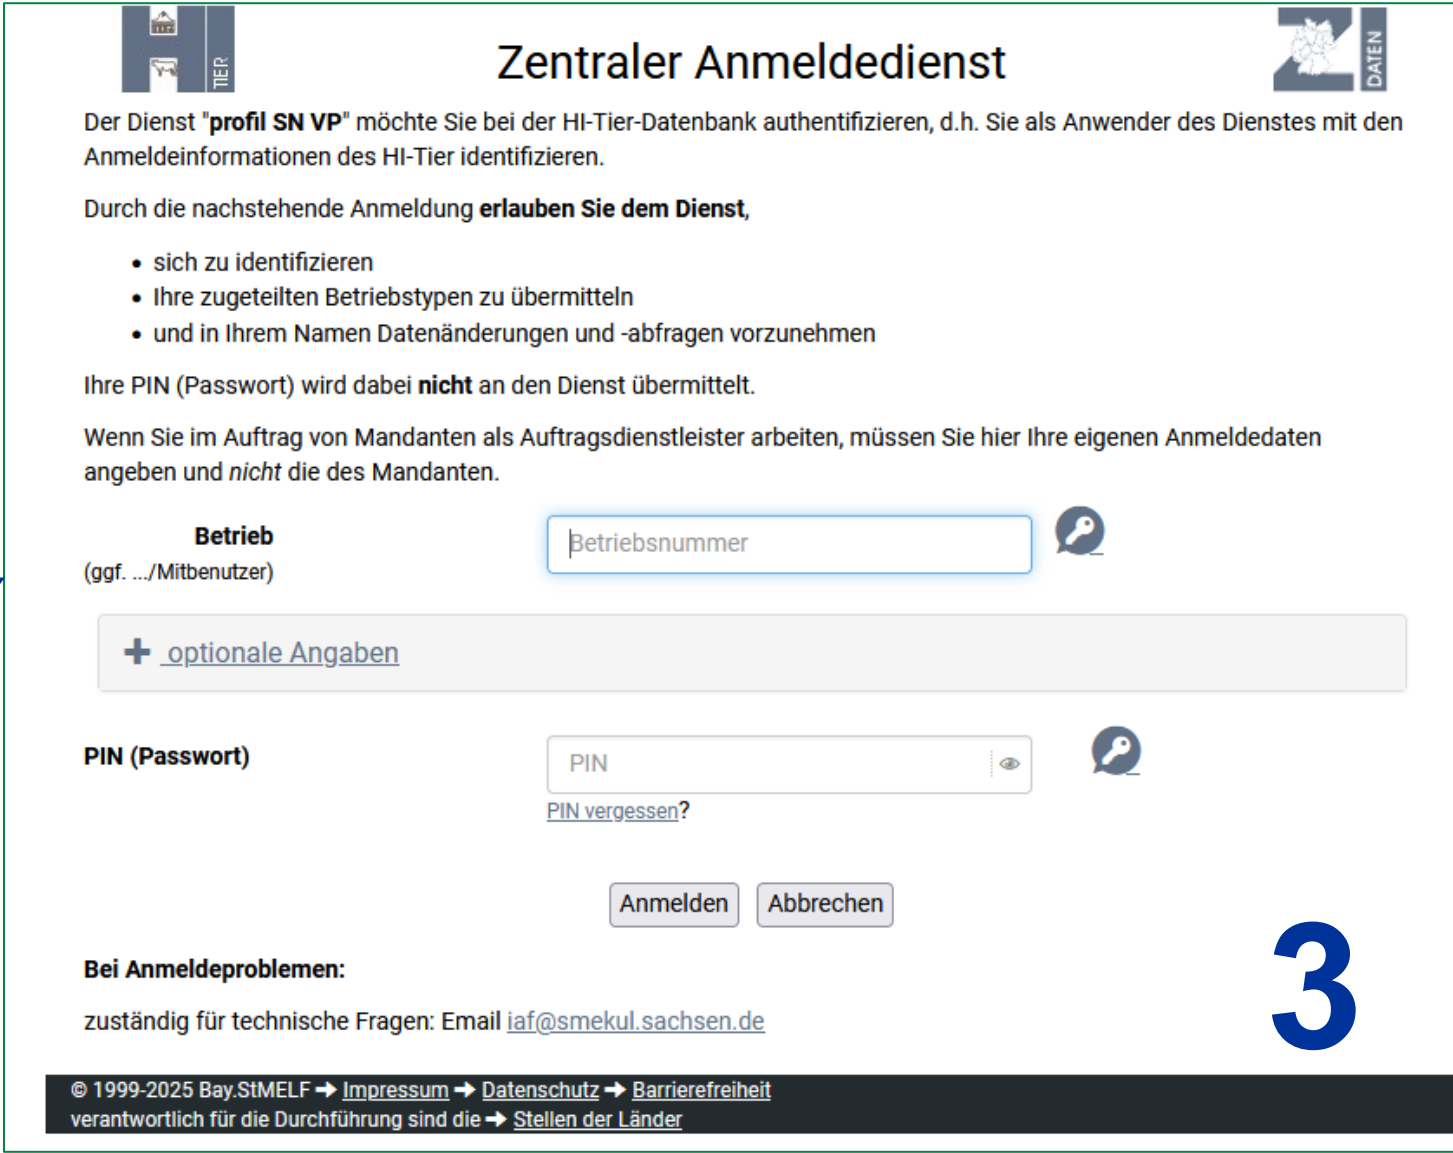 HI TIER
Zentraler Anmeldedienst
ZI DATEN
Der Dienst "profil SN VP" möchte Sie bei der HI-Tier-Datenbank authentifizieren, d.h. Sie als Anwender des Dienstes mit den
Anmeldeinformationen des HI-Tier identifizieren.
Durch die nachstehende Anmeldung erlauben Sie dem Dienst,
• sich zu identifizieren
• Ihre zugeteilten Betriebstypen zu übermitteln
• und in Ihrem Namen Datenänderungen und -abfragen vorzunehmen
Ihre PIN (Passwort) wird dabei nicht an den Dienst übermittelt.
Wenn Sie im Auftrag von Mandanten als Auftragsdienstleister arbeiten, müssen Sie hier Ihre eigenen Anmeldedaten
angeben und nicht die des Mandanten.
Betrieb
Betriebsnummer
(ggf. .../Mitbenutzer)
+ optionale Angaben
PIN (Passwort)
PIN
PIN vergessen?
Anmelden Abbrechen
Bei Anmeldeproblemen:
zuständig für technische Fragen: Email iaf@smekul.sachsen.de
3
© 1999-2025 Bay.StMELF ➔ Impressum ➔ Datenschutz ➔ Barrierefreiheit
verantwortlich für die Durchführung sind die ➔ Stellen der Länder